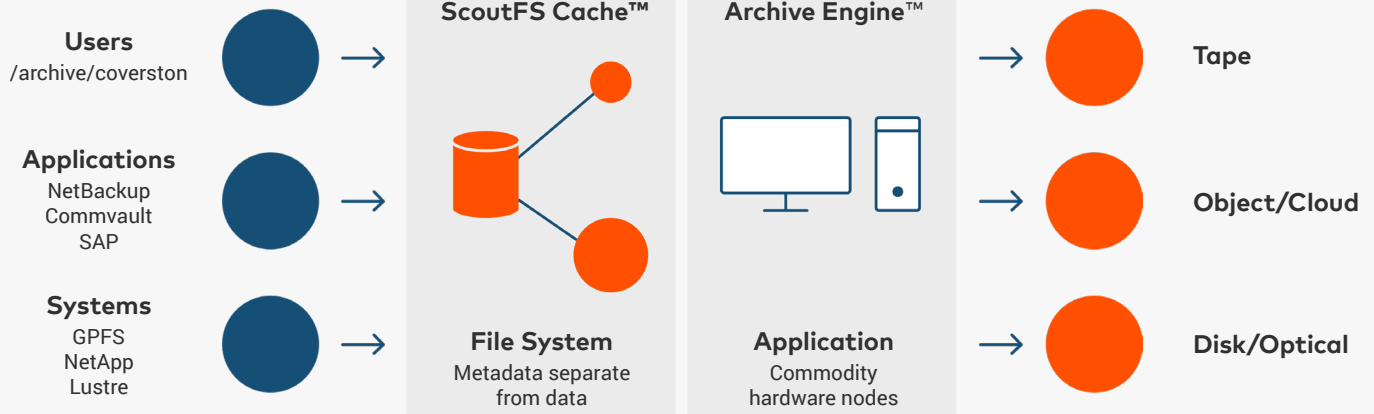 Users
/archive/coverston
Applications
NetBackup
Commvault
SAP
Systems
GPFS
NetApp
Lustre
ScoutFS Cache™
File System
Metadata separate
from data
Archive Engine™
Application
Commodity
hardware nodes
Tape
Object/Cloud
Disk/Optical